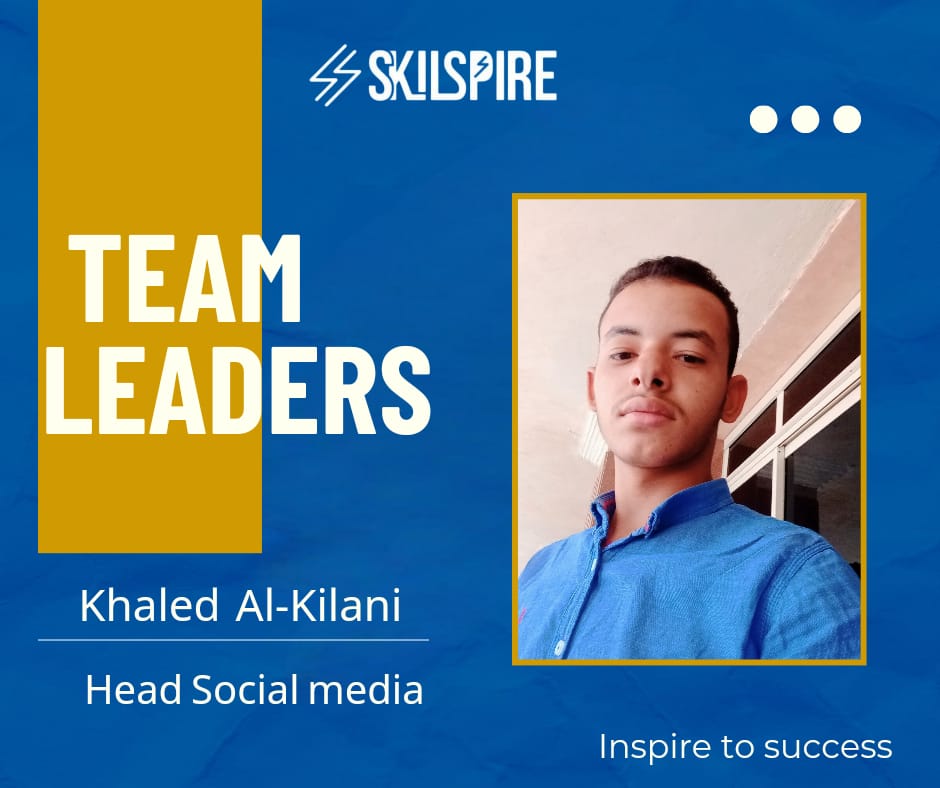 SKILSPIRE
TEAM
LEADERS
Khaled Al-Kilani
Head Social media
Inspire to success